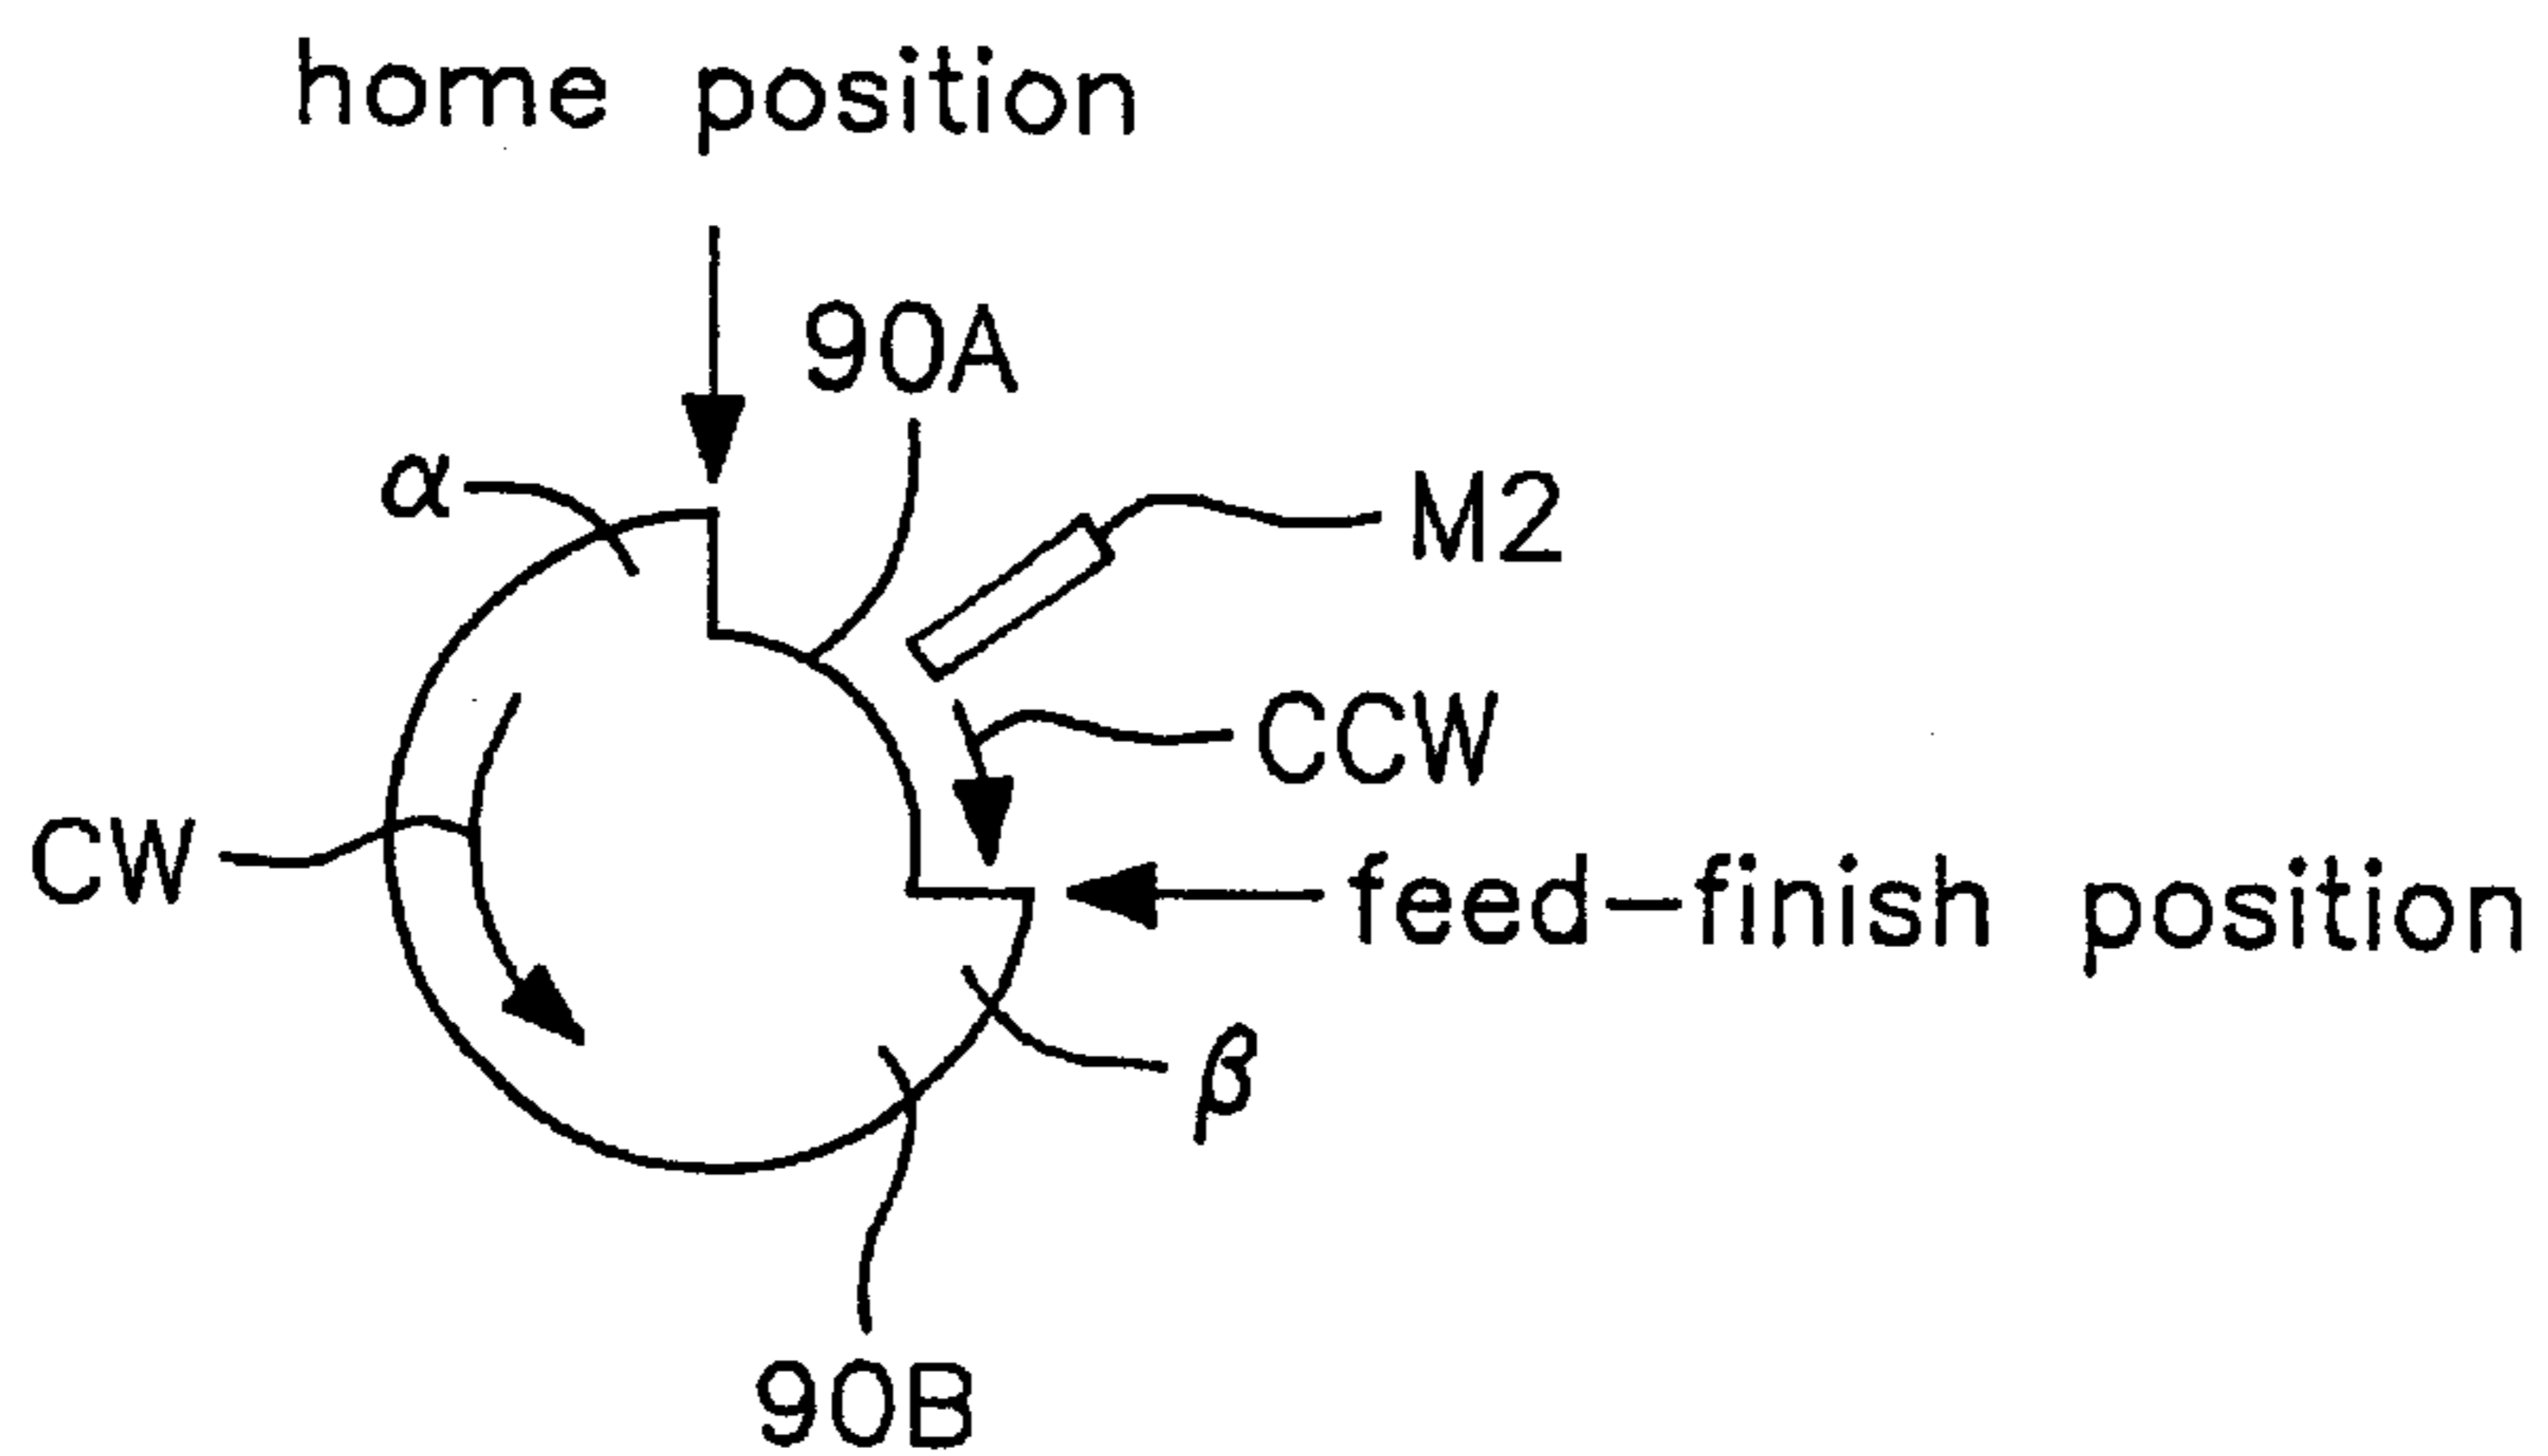 home position
90A
α
M2
CCW
CW
feed-finish position
β
90B